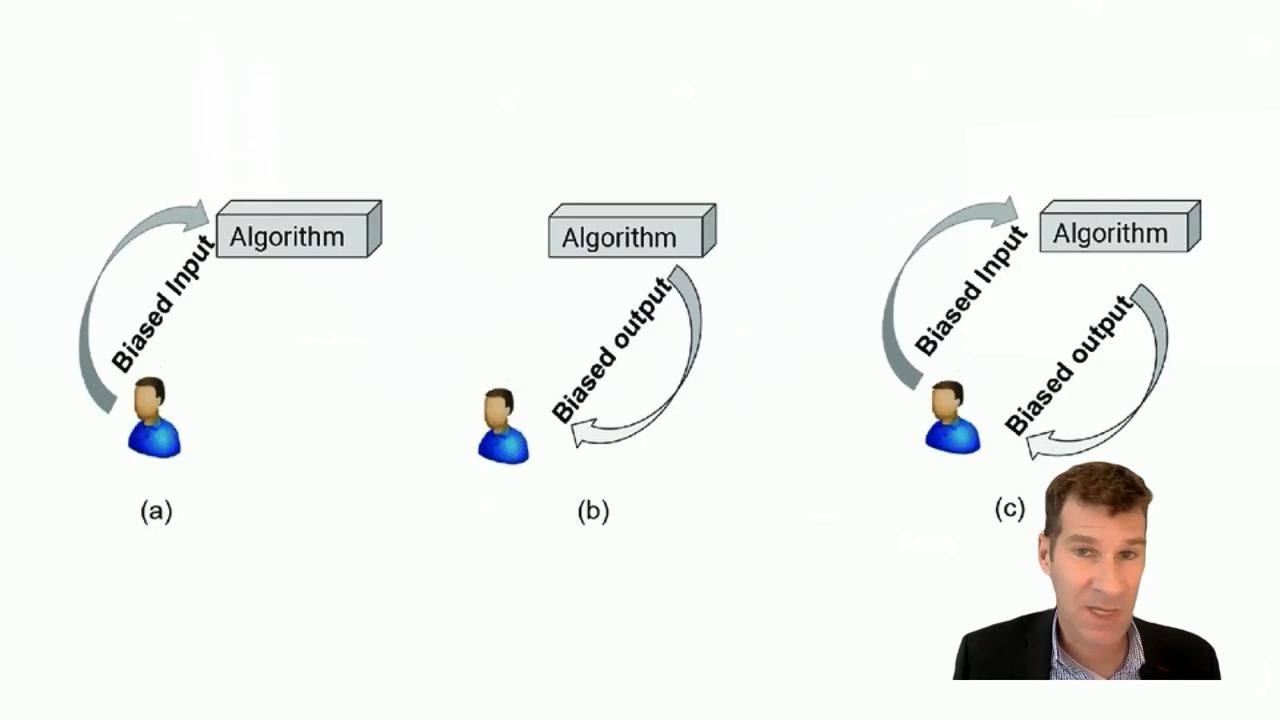 Algorithm
Biased Input
(a)
Algorithm
Biased output
(b)
Algorithm
Biased Input
Biased output
(c)